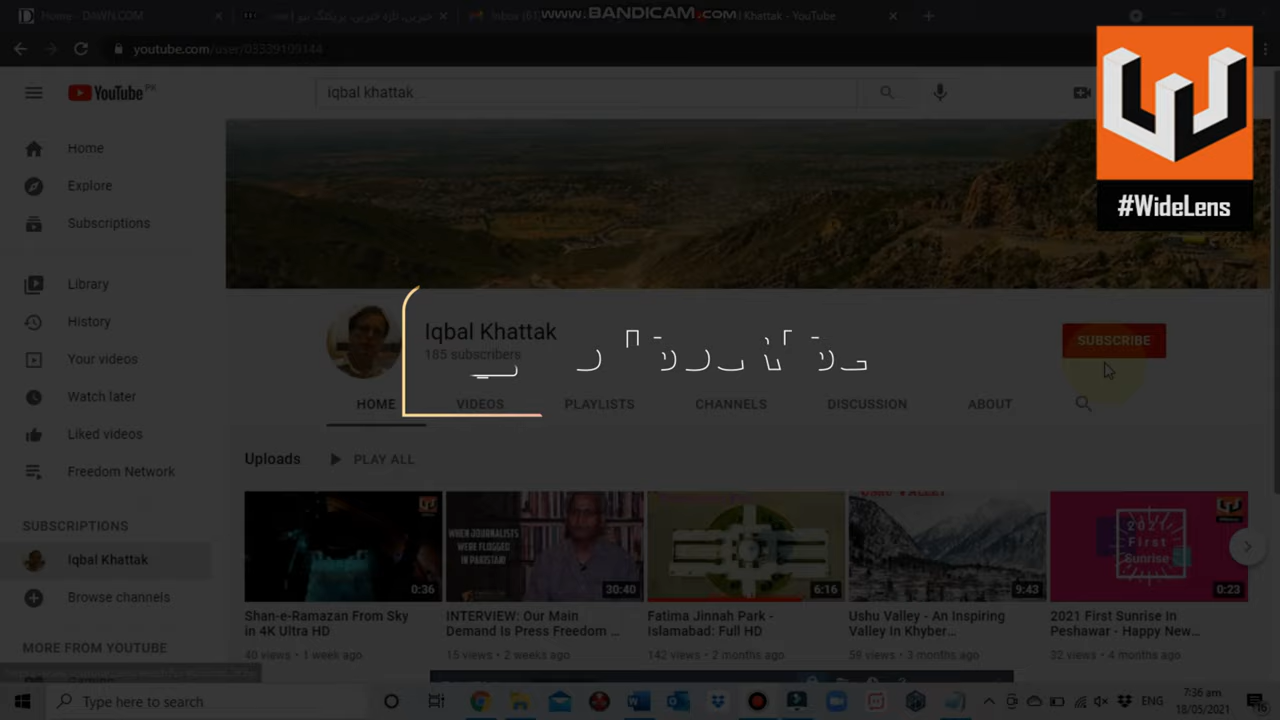 Home - DAWN.COM
Inbox (61
www.BANDICAM.com
Khattak - YouTube
youtube.com/user/03339109144
YouTube PK
iqbal khattak
#WideLens
Home
Explore
Subscriptions
Library
History
Your videos
Watch later
Liked videos
Freedom Network
SUBSCRIPTIONS
Iqbal Khattak
Browse channels
MORE FROM YOUTUBE
Iqbal Khattak
185 subscribers
SUBSCRIBE
HOME VIDEOS PLAYLISTS CHANNELS DISCUSSION ABOUT
Uploads PLAY ALL
WHEN JOURNALISTS
WERE FLOGGED
IN PAKISTAN!
USHU VALLEY
2021
First
Sunrise
0:36 30:40 6:16 9:43 0:23
Shan-e-Ramazan From Sky
in 4K Ultra HD
40 views • 1 week ago
INTERVIEW: Our Main
Demand Is Press Freedom ...
15 views • 2 weeks ago
Fatima Jinnah Park -
Islamabad: Full HD
142 views • 2 months ago
Ushu Valley - An Inspiring
Valley In Khyber...
59 views • 3 months ago
2021 First Sunrise In
Peshawar - Happy New...
32 views • 4 months ago
Type here to search
ENG
7:36 am
18/05/2021
16